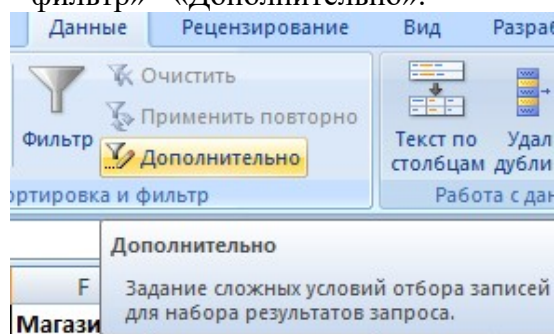 фильтр» «Дополнительно».
Данные Рецензирование Вид Разраб
Очистить
Применить повторно
Фильтр
Дополнительно
Текст по столбцам
Удал дубли
ортировка и фильтр Работа с дан
Дополнительно
F
Задание сложных условий отбора записей
для набора результатов запроса.
Магази